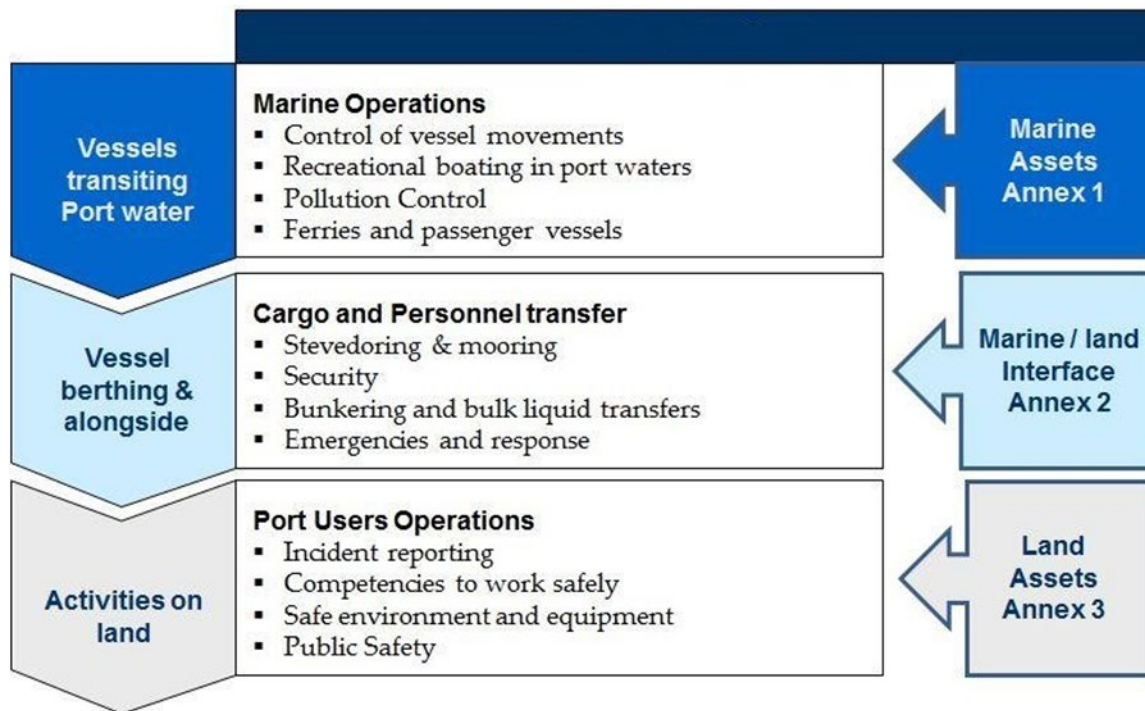 Vessels
transiting
Port water
Marine Operations
▪ Control of vessel movements
▪ Recreational boating in port waters
▪ Pollution Control
▪ Ferries and passenger vessels
Marine
Assets
Annex 1
Vessel
berthing &
alongside
Cargo and Personnel transfer
▪ Stevedoring & mooring
▪ Security
▪ Bunkering and bulk liquid transfers
▪ Emergencies and response
Marine / land
Interface
Annex 2
Activities on
land
Port Users Operations
▪ Incident reporting
▪ Competencies to work safely
▪ Safe environment and equipment
▪ Public Safety
Land
Assets
Annex 3